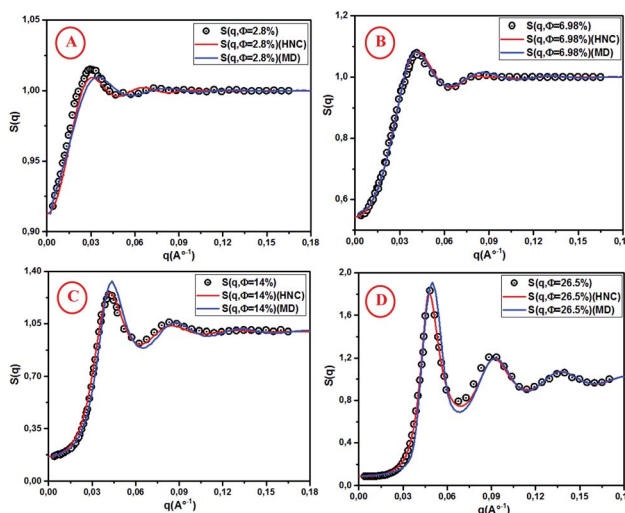 A
S(q,Φ=2.8%)
S(q,Φ=2.8%)(HNC)
S(q,Φ=2.8%)(MD)
1,05
1,00
0,95
0,90
S(q)
0,00 0,03 0,06 0,09 0,12 0,15 0,18
q(A°⁻¹)
B
S(q,Φ=6.98%)
S(q,Φ=6.98%)(HNC)
S(q,Φ=6.98%)(MD)
1,2
1,0
0,8
0,6
S(q)
0,00 0,03 0,06 0,09 0,12 0,15 0,18
q(A°⁻¹)
C
S(q,Φ=14%)
S(q,Φ=14%)(HNC)
S(q,Φ=14%)(MD)
1,40
1,05
0,70
0,35
0,00
S(q)
0,00 0,03 0,06 0,09 0,12 0,15 0,18
q(A°⁻¹)
D
S(q,Φ=26.5%)
S(q,Φ=26.5%)(HNC)
S(q,Φ=26.5%)(MD)
2,0
1,6
1,2
0,8
0,4
0,0
S(q)
0,00 0,03 0,06 0,09 0,12 0,15 0,18
q(A°⁻¹)